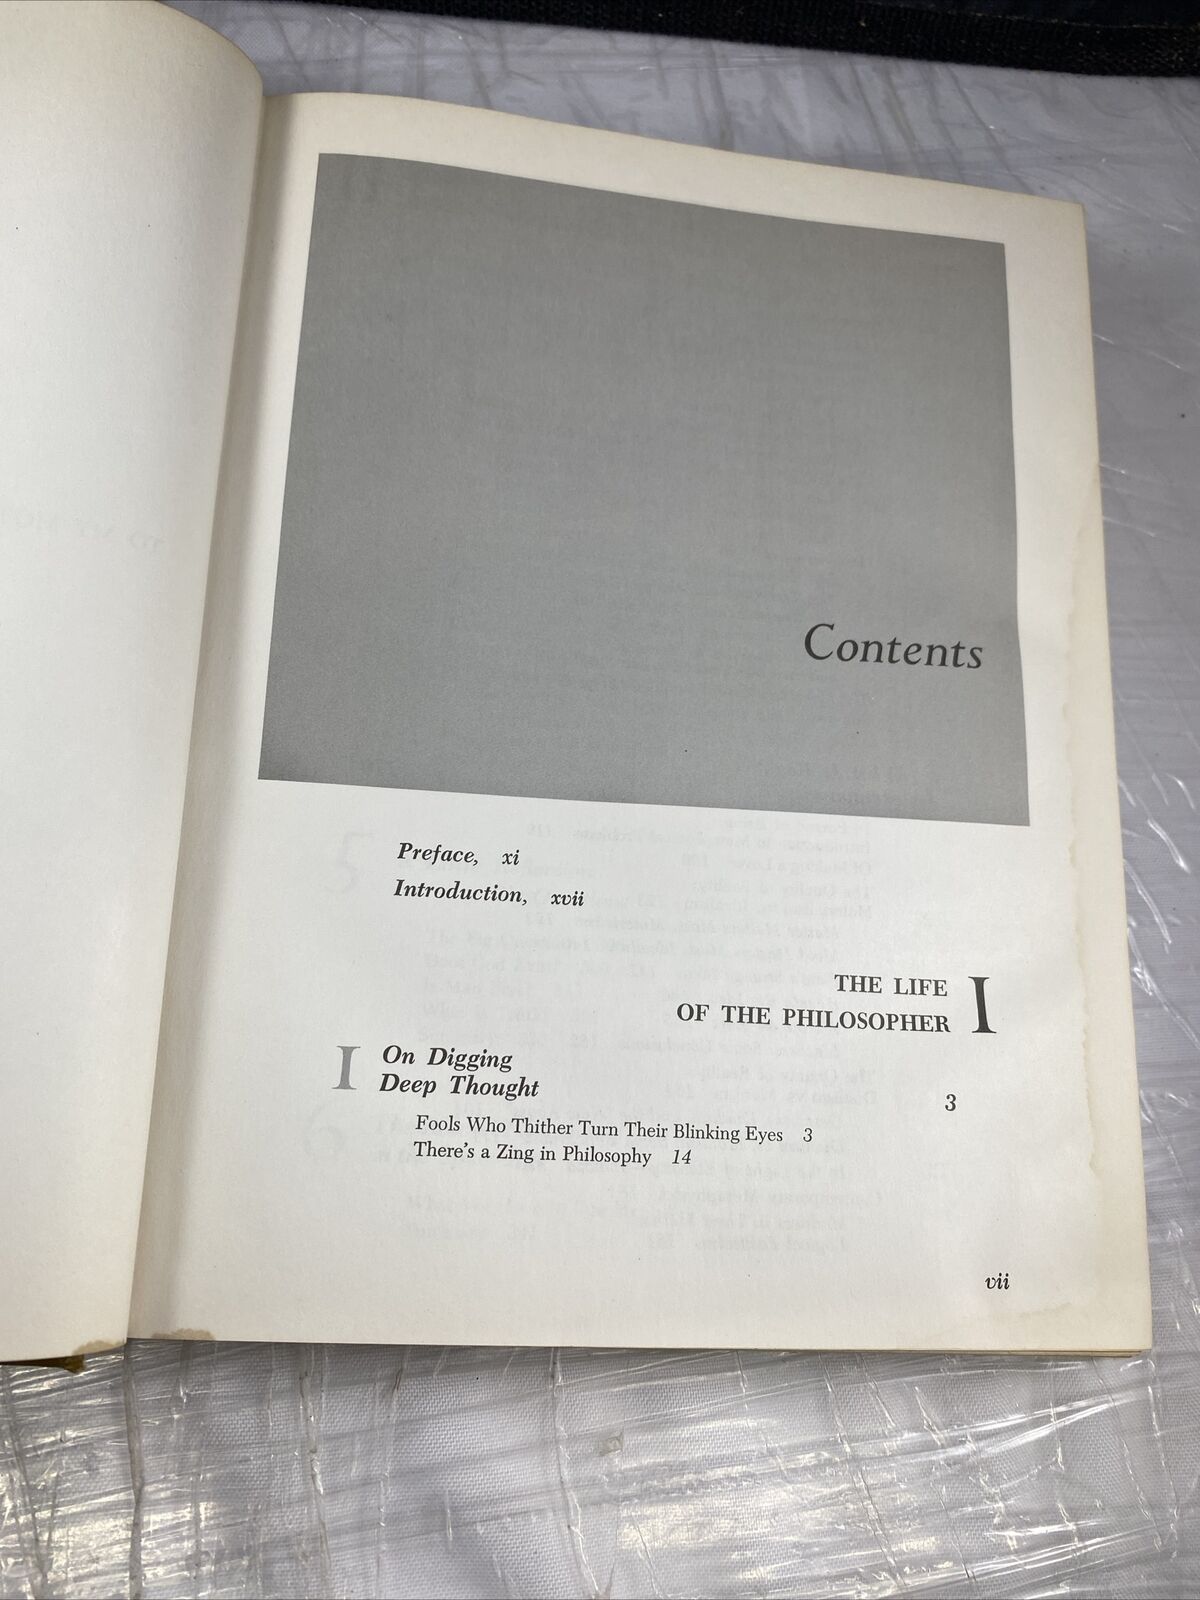 Contents
Preface, xi
Introduction, xvii
THE LIFE I
OF THE PHILOSOPHER
I On Digging
Deep Thought 3
Fools Who Thither Turn Their Blinking Eyes 3
There's a Zing in Philosophy 14
vii